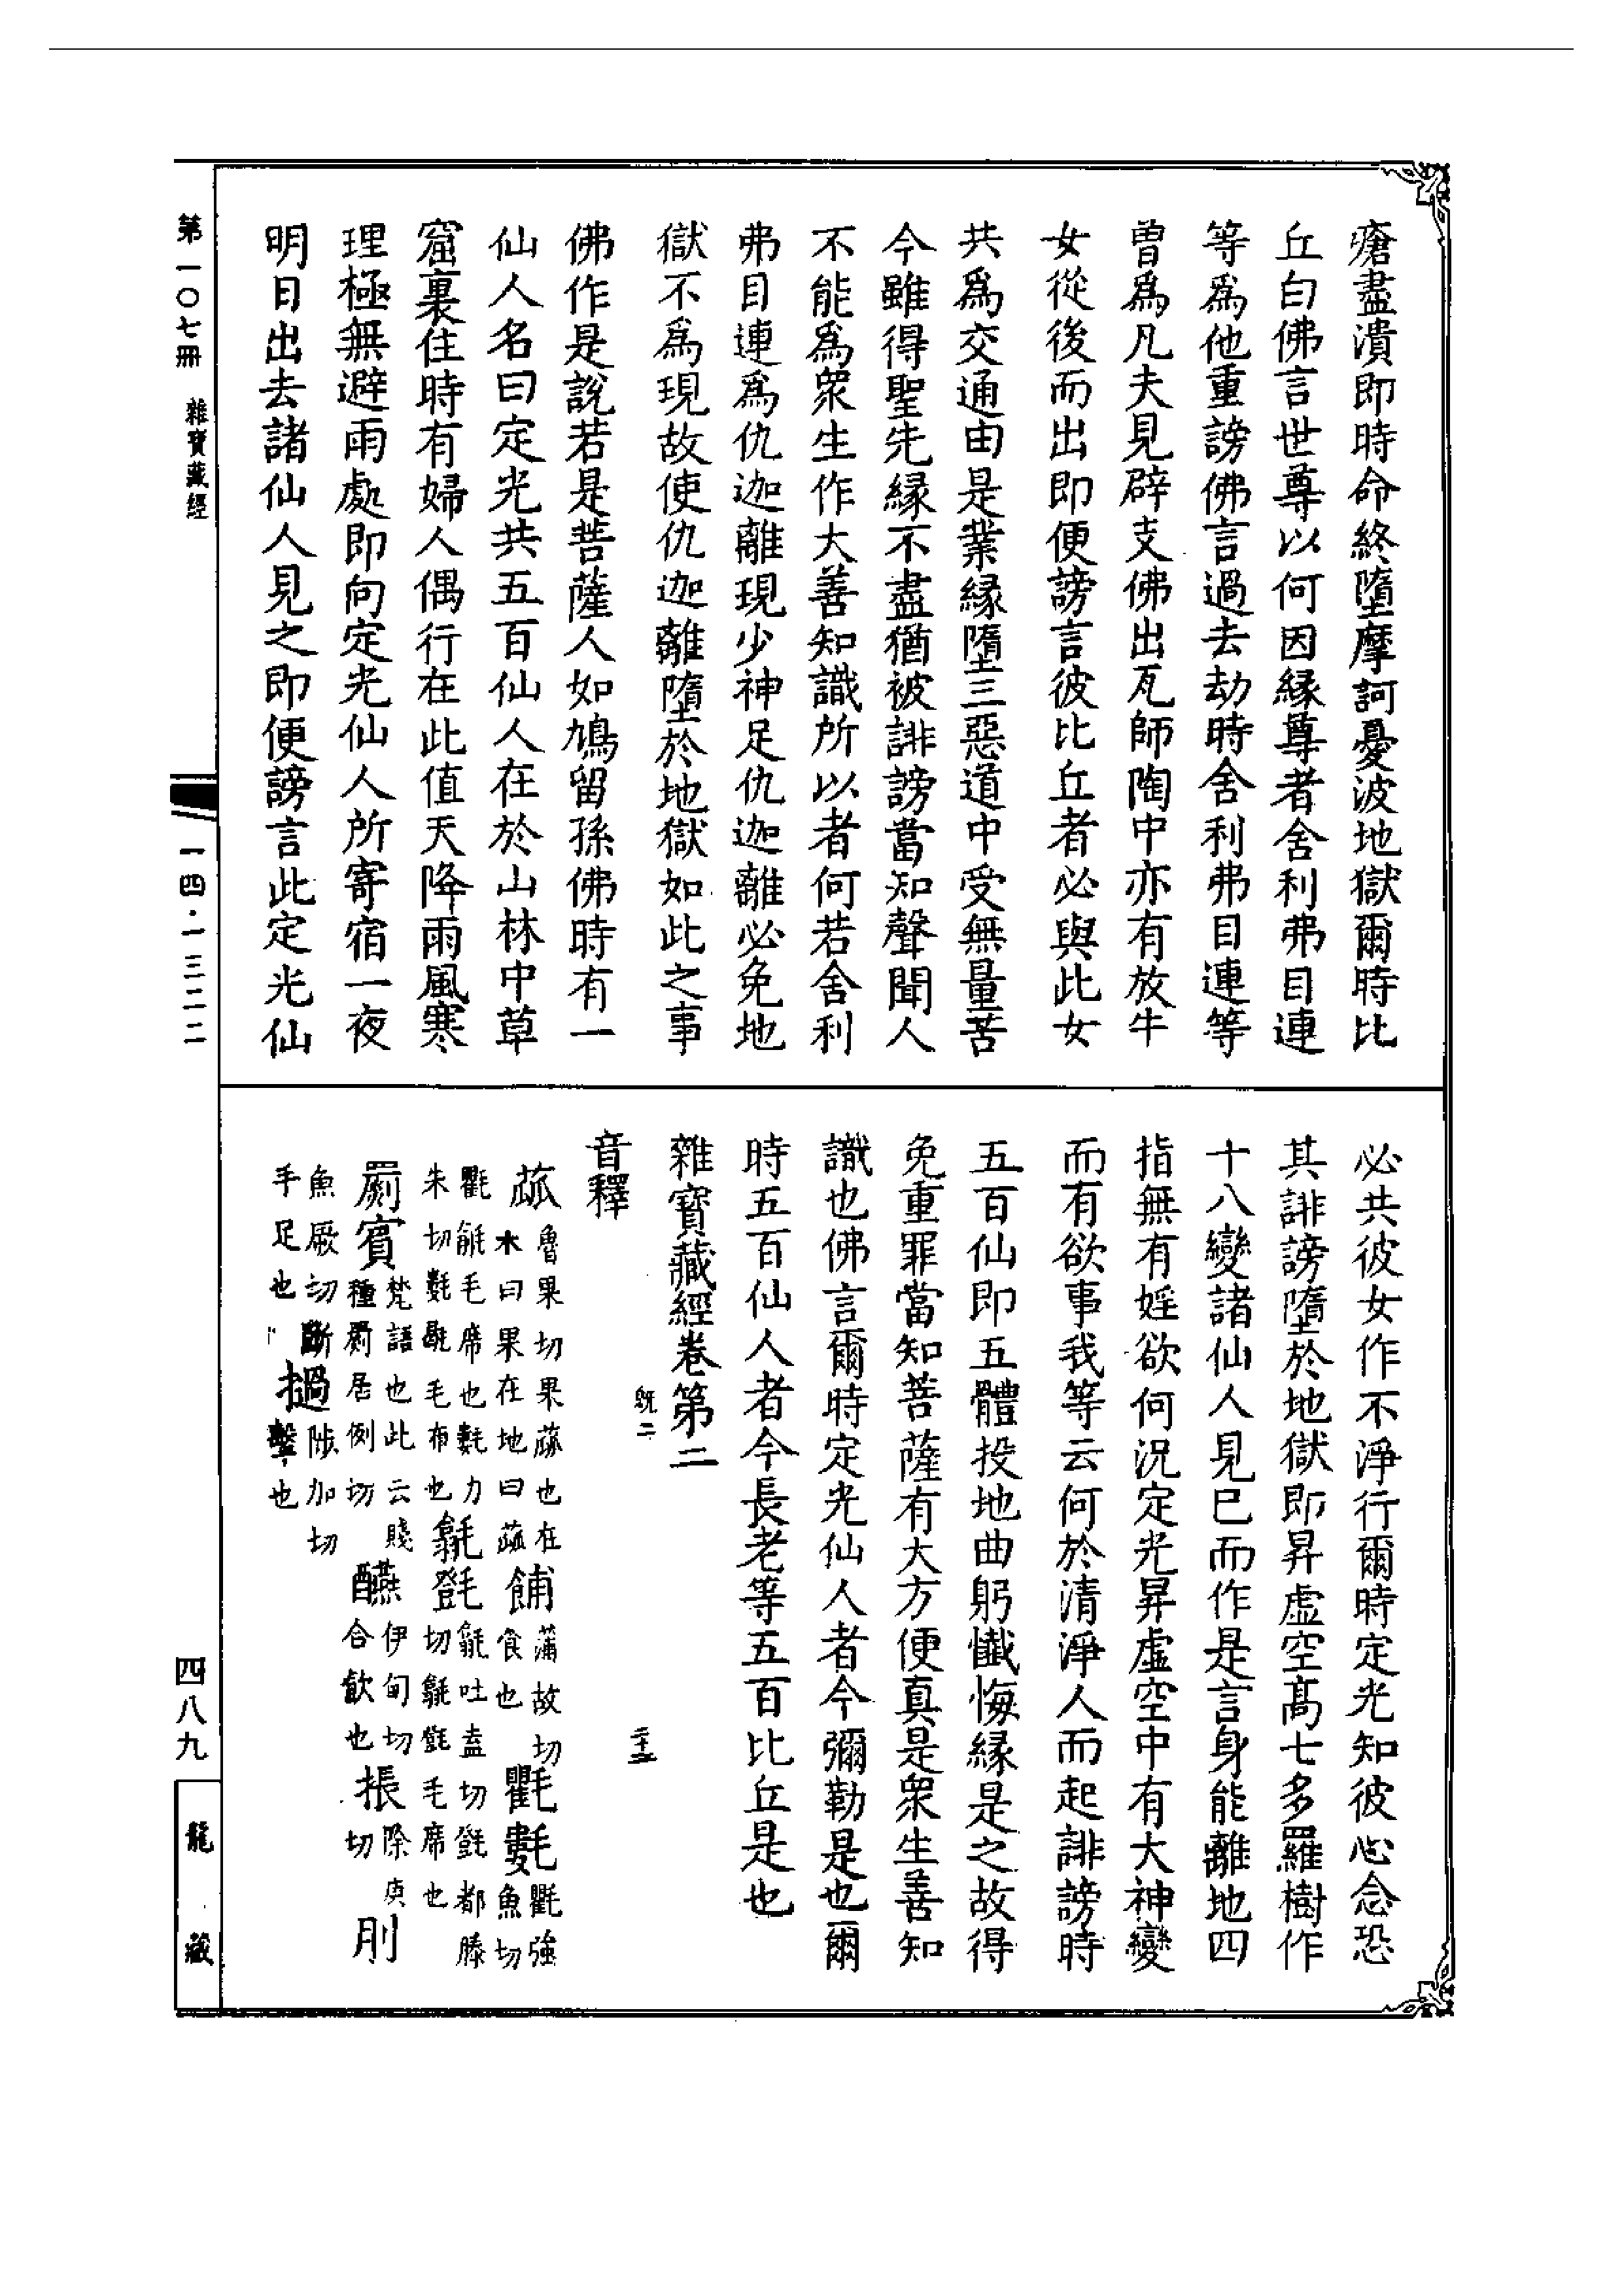 瘡盡潰即時命終墮摩訶憂波地獄爾時比
丘白佛言世尊以何因緣尊者舍利弗目連
等為他重謗佛言過去劫時舍利弗目連等
曾為凡夫見辟支佛出瓦師陶中亦有放牛
女從後而出即便謗言彼比丘者必與此女
共為交通由是業緣墮三惡道中受無量苦
今雖得聖先緣不盡猶被誹謗當知聲聞人
不能為眾生作大善知識所以者何若舍利
弗目連為仇迦離現少神足仇迦離必免地
獄不為現故使仇迦離墮於地獄如此之事
佛作是說若是菩薩人如鳩留孫佛時有一
仙人名曰定光共五百仙人在於山林中草
窟裏住時有婦人偶行在此值天降雨風寒
理極無避雨處即向定光仙人所寄宿一夜
明日出去諸仙人見之即便謗言此定光仙
必共彼女作不淨行爾時定光知彼心念恐
其誹謗墮於地獄即昇虛空高七多羅樹作
十八變諸仙人見已而作是言身能離地四
指無有婬欲何況定光昇虛空中有大神變
而有欲事我等云何於清淨人而起誹謗時
五百仙即五體投地曲躬懺悔緣是之故得
免重罪當知菩薩有大方便真是眾生善知
識也佛言爾時定光仙人者今彌勒是也爾
時五百仙人者今長老等五百比丘是也
雜寶藏經卷第二
音釋
蓏 魯果切果蓏也在木曰果在地曰蓏 餔 蒲故切食也 氍毹 氍強魚切
氍毹毛席也毹力朱切毾㲪毛布也 氀㲪 毾吐盍切㲪都滕切毾㲪毛席也
罽賓 梵語也此云賤種罽居例切 醼 伊甸切合飲也 棖 除庚切 刖
魚厥切斷手足也 撾 陟加切擊也
第一〇七冊 雜寶藏經
一四·一三二二
四八九
龍藏